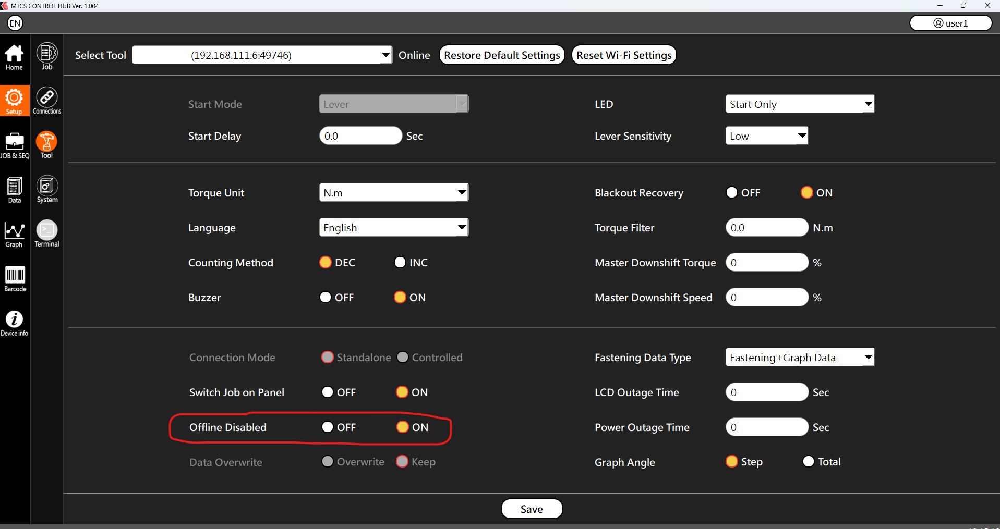 MTCS CONTROL HUB Ver. 1.004
EN
user1
Home
Setup
JOB & SEQ
Data
Graph
Barcode
Device info
Job
Connections
Tool
System
Terminal
Select Tool (192.168.111.6:49746) Online Restore Default Settings Reset Wi-Fi Settings
Start Mode Lever LED Start Only
Start Delay 0.0 Sec Lever Sensitivity Low
Torque Unit N.m Blackout Recovery OFF ON
Language English Torque Filter 0.0 N.m
Counting Method DEC INC Master Downshift Torque 0 %
Buzzer OFF ON Master Downshift Speed 0 %
Connection Mode Standalone Controlled Fastening Data Type Fastening+Graph Data
Switch Job on Panel OFF ON LCD Outage Time 0 Sec
Offline Disabled OFF ON Power Outage Time 0 Sec
Data Overwrite Overwrite Keep Graph Angle Step Total
Save